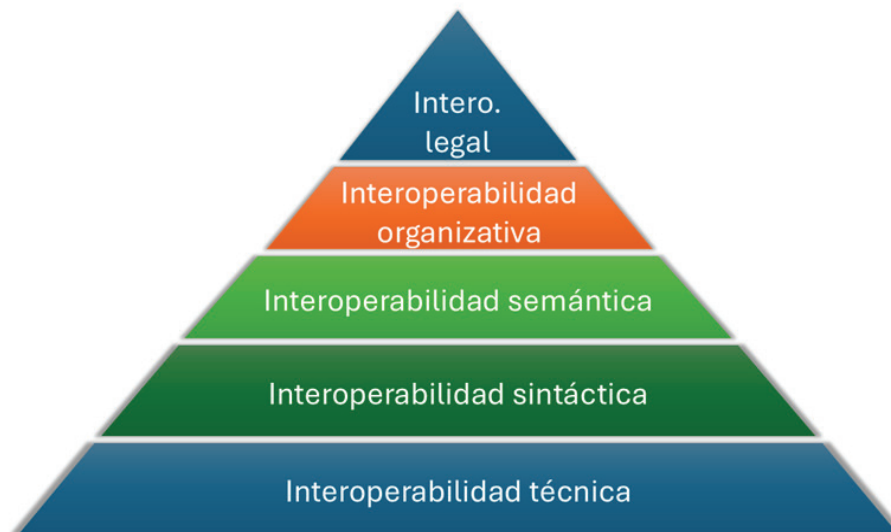 Intero.
legal
Interoperabilidad
organizativa
Interoperabilidad semántica
Interoperabilidad sintáctica
Interoperabilidad técnica